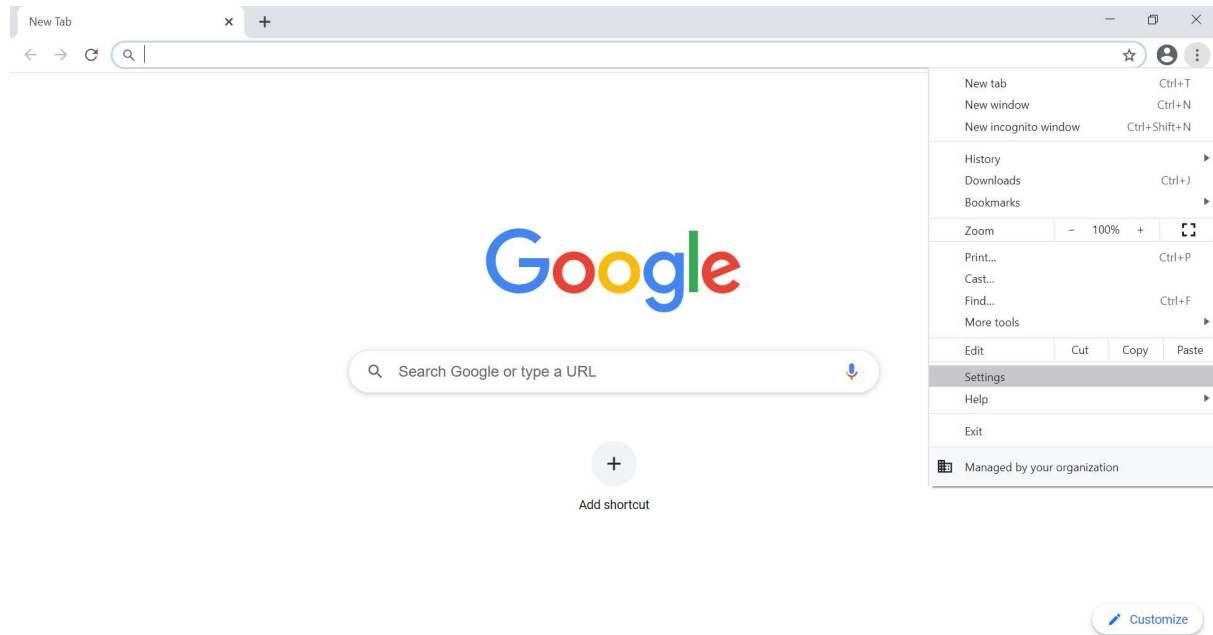 New Tab
New tab Ctrl+T
New window Ctrl+N
New incognito window Ctrl+Shift+N
History
Downloads Ctrl+J
Bookmarks
Zoom - 100% +
Print... Ctrl+P
Cast...
Find... Ctrl+F
More tools
Edit Cut Copy Paste
Settings
Help
Exit
Managed by your organization
Google
Search Google or type a URL
Add shortcut
Customize